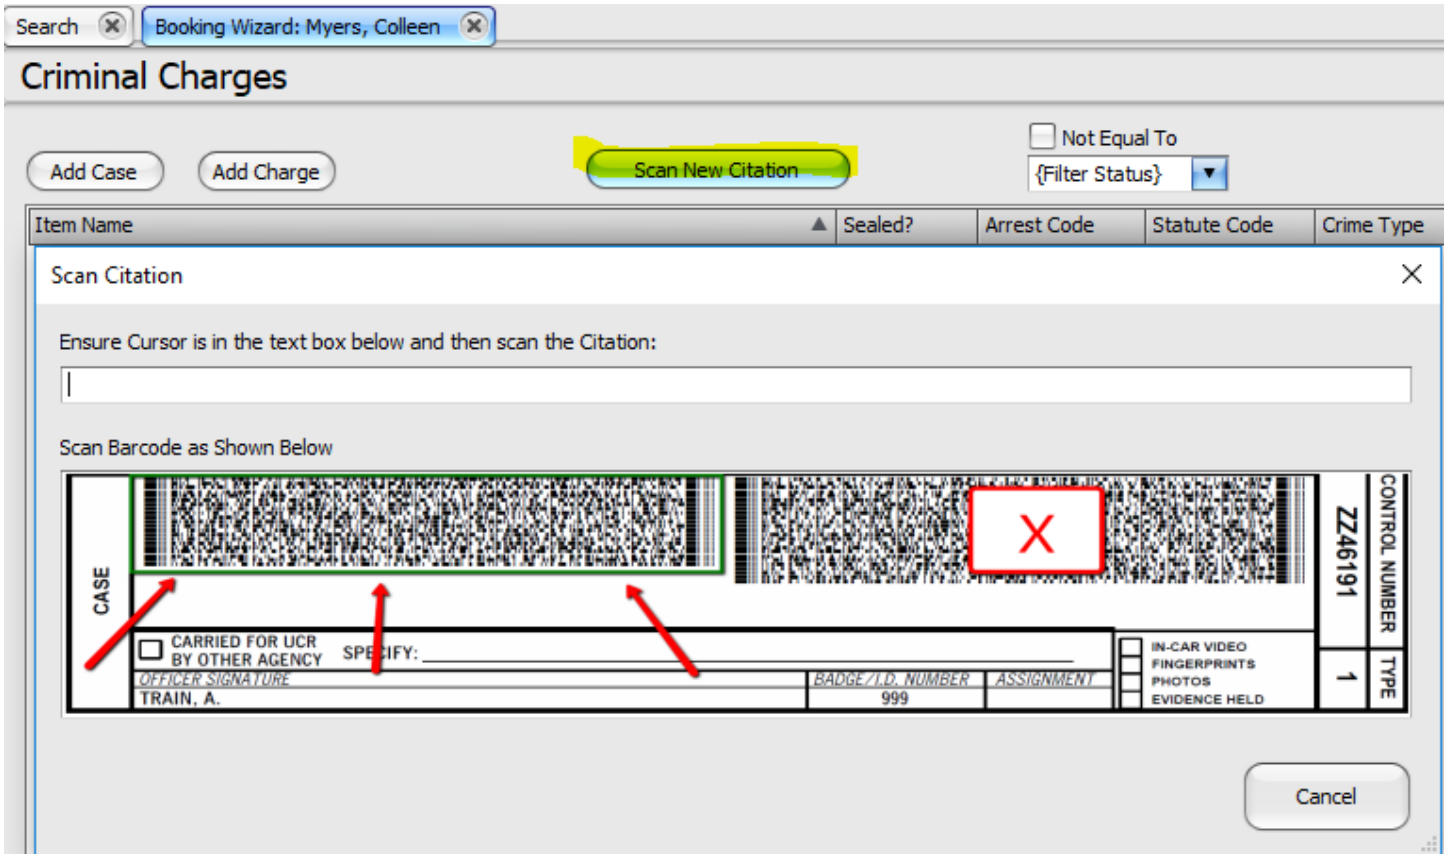 Search
Booking Wizard: Myers, Colleen
Criminal Charges
Not Equal To
Add Case
Add Charge
Scan New Citation
{Filter Status}
Item Name
Sealed?
Arrest Code
Statute Code
Crime Type
Scan Citation
Ensure Cursor is in the text box below and then scan the Citation:
Scan Barcode as Shown Below
CASE
X
CARRIED FOR UCR
BY OTHER AGENCY
SPECIFY:
OFFICER SIGNATURE
TRAIN, A.
BADGE/I.D. NUMBER
999
ASSIGNMENT
IN-CAR VIDEO
FINGERPRINTS
PHOTOS
EVIDENCE HELD
ZZ46191
CONTROL NUMBER
1
TYPE
Cancel